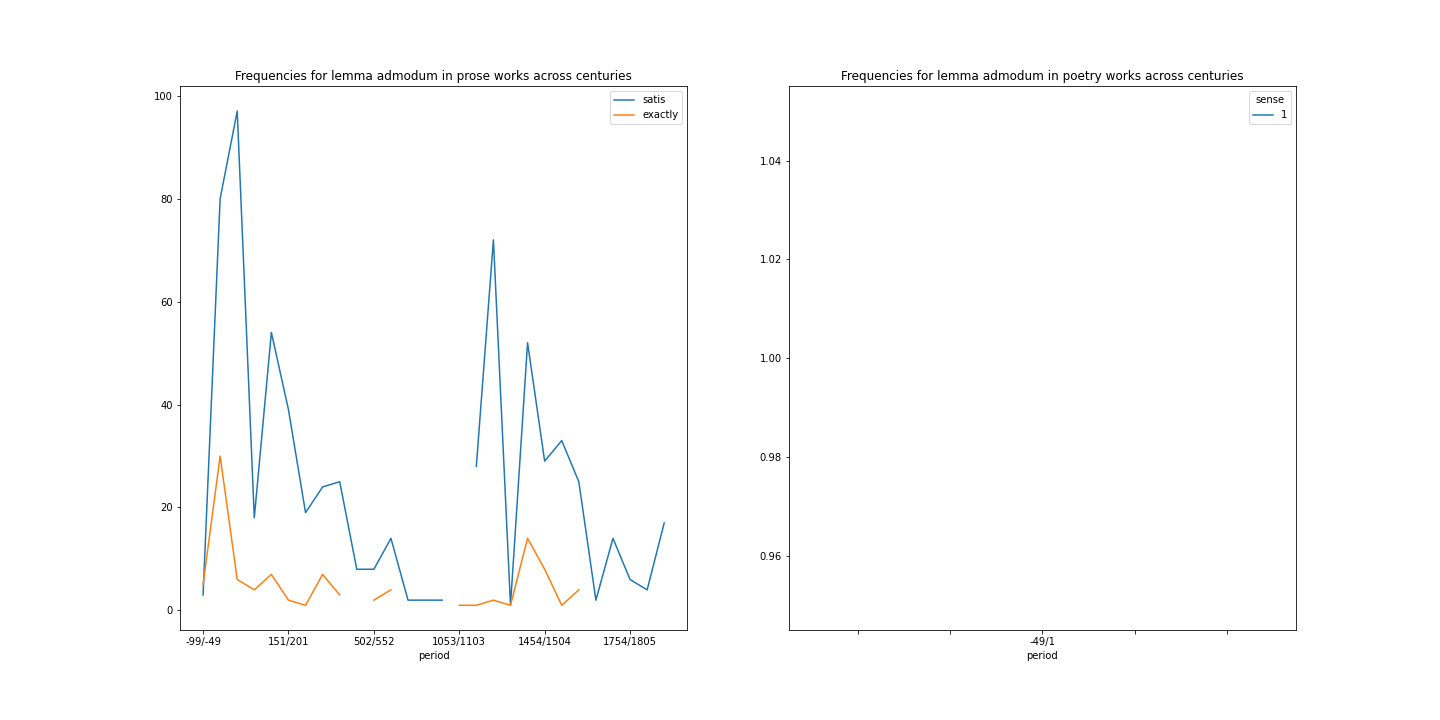 Frequencies for lemma admodum in prose works across centuries
satis
exactly
100
80
60
40
20
0
-99/-49
151/201
502/552
1053/1103
1454/1504
1754/1805
period
Frequencies for lemma admodum in poetry works across centuries
sense
1
1.04
1.02
1.00
0.98
0.96
-49/1
period